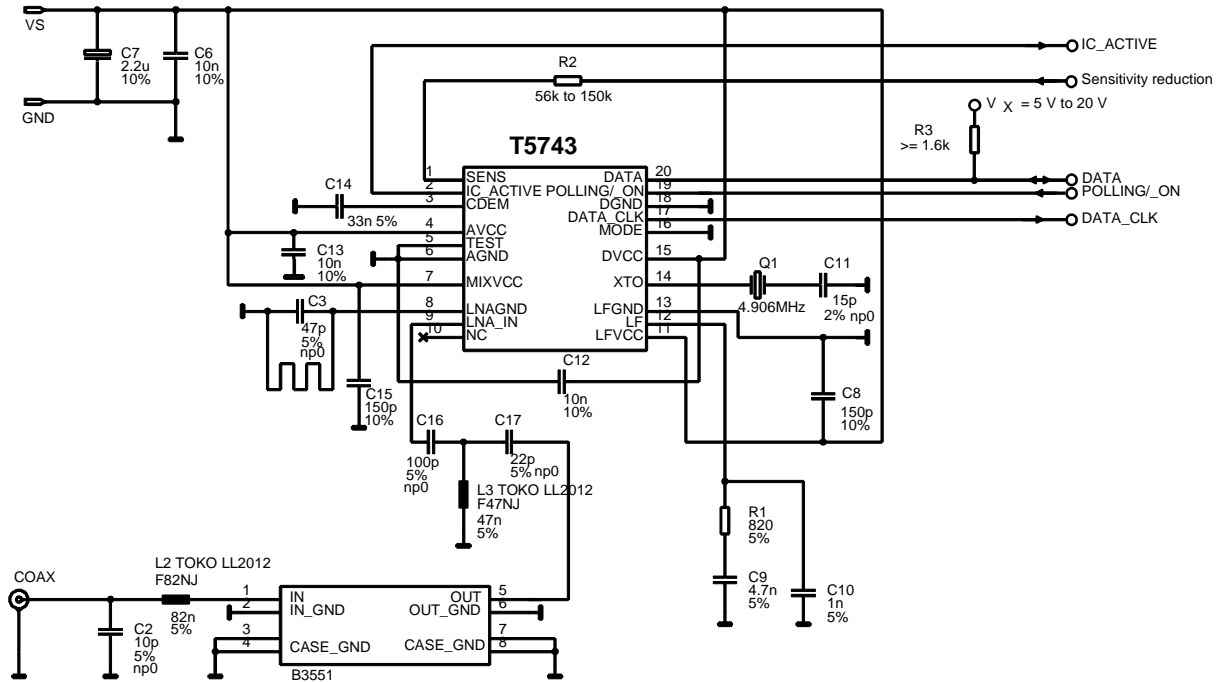 VS
C7
2.2u
10%
C6
10n
10%
GND
IC_ACTIVE
R2
56k to 150k
Sensitivity reduction
V X = 5 V to 20 V
R3
>= 1.6k
T5743
1 SENS DATA 20 DATA
2 IC_ACTIVE POLLING/_ON 19 POLLING/_ON
C14
33n 5%
3 CDEM DGND 18
DATA_CLK 17 DATA_CLK
4 AVCC MODE 16
5 TEST
6 AGND DVCC 15
C13
10n
10%
7 MIXVCC XTO 14
Q1
4.906MHz
C11
15p
2% np0
8 LNAGND LFGND 13
9 LNA_IN LF 12
10 NC LFVCC 11
C3
47p
5%
np0
C12
10n
10%
C15
150p
10%
C8
150p
10%
C16
100p
5%
np0
C17
22p
5% np0
L3 TOKO LL2012
F47NJ
47n
5%
R1
820
5%
C9
4.7n
5%
C10
1n
5%
COAX
L2 TOKO LL2012
F82NJ
82n
5%
C2
10p
5%
np0
1 IN OUT 5
2 IN_GND OUT_GND 6
3 7
4 CASE_GND CASE_GND 8
B3551